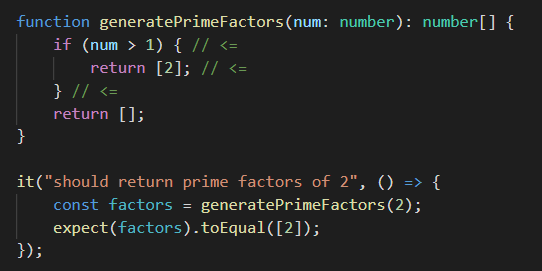 function generatePrimeFactors(num: number): number[] {
    if (num > 1) { // <=
        return [2]; // <=
    } // <=
    return [];
}

it("should return prime factors of 2", () => {
    const factors = generatePrimeFactors(2);
    expect(factors).toEqual([2]);
});